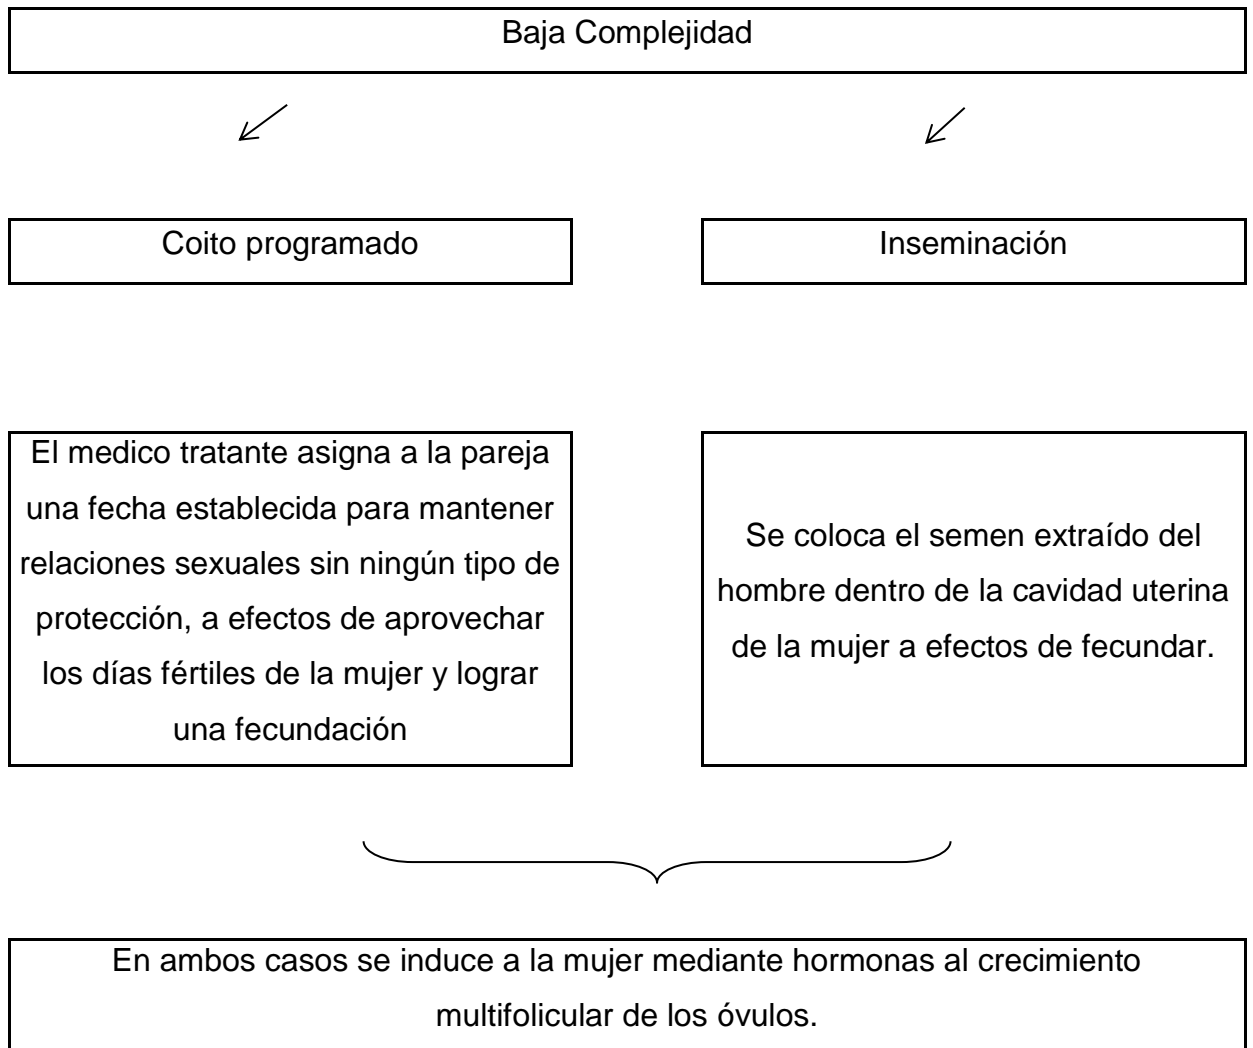 Baja Complejidad
Coito programado
Inseminación
El medico tratante asigna a la pareja
una fecha establecida para mantener
relaciones sexuales sin ningún tipo de
protección, a efectos de aprovechar
los días fértiles de la mujer y lograr
una fecundación
Se coloca el semen extraído del
hombre dentro de la cavidad uterina
de la mujer a efectos de fecundar.
En ambos casos se induce a la mujer mediante hormonas al crecimiento
multifolicular de los óvulos.